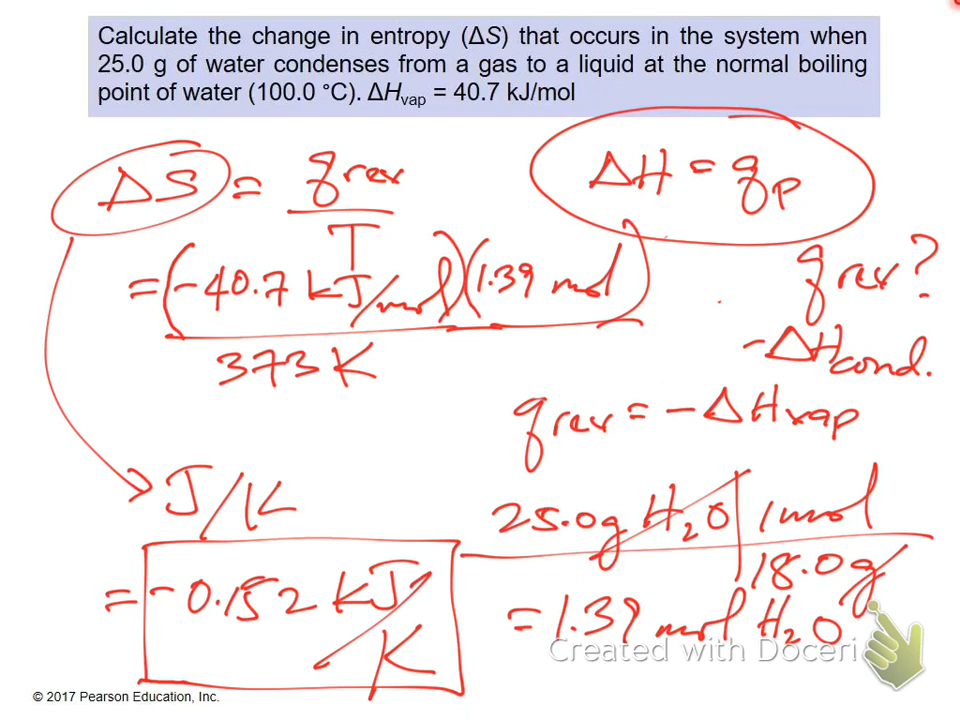 Calculate the change in entropy (ΔS) that occurs in the system when
25.0 g of water condenses from a gas to a liquid at the normal boiling
point of water (100.0 °C). ΔHvap = 40.7 kJ/mol
ΔS = qrev / T
ΔH = qp
= (-40.7 kJ/mol)(1.39 mol) / 373 K
qrev?
-ΔHcond.
qrev = -ΔHvap
J/K
25.0g H2O | 1 mol / 18.0g
= 1.39 mol H2O
= -0.152 kJ/K
Created with Doceri
© 2017 Pearson Education, Inc.